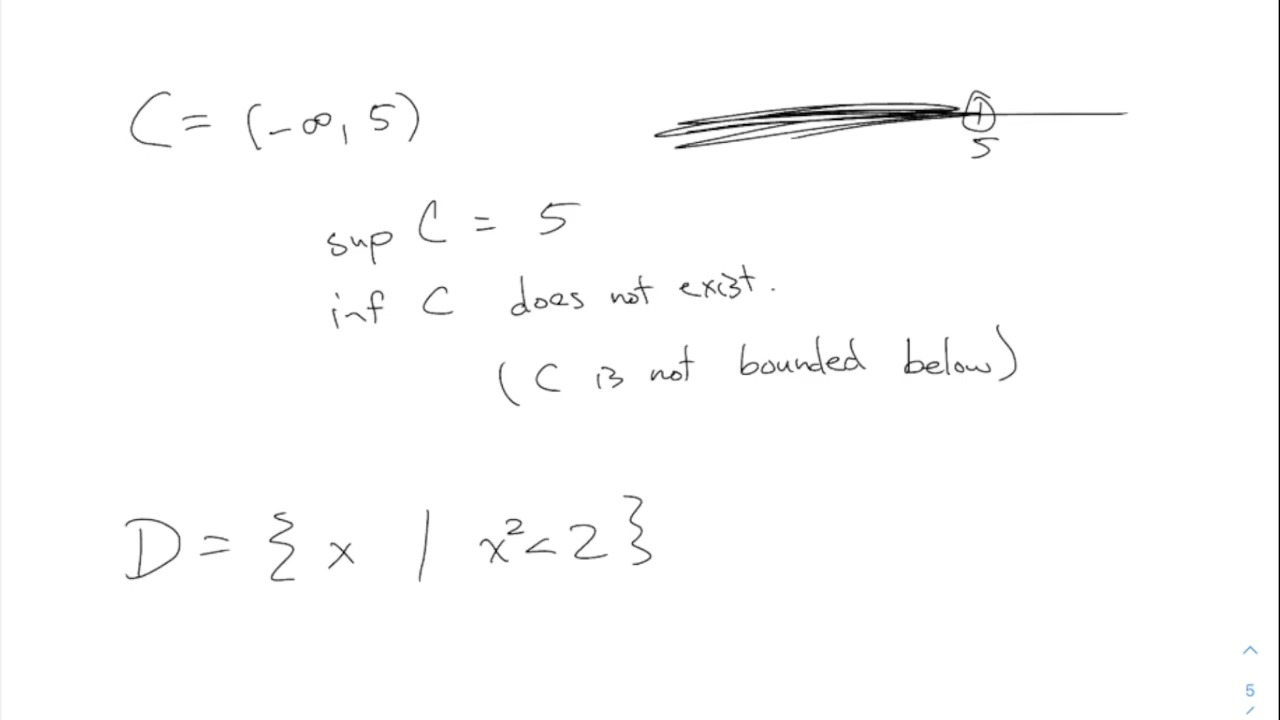 C = (-∞, 5)
5
sup C = 5
inf C does not exist.
(C is not bounded below)
D = { x | x² < 2 }
5